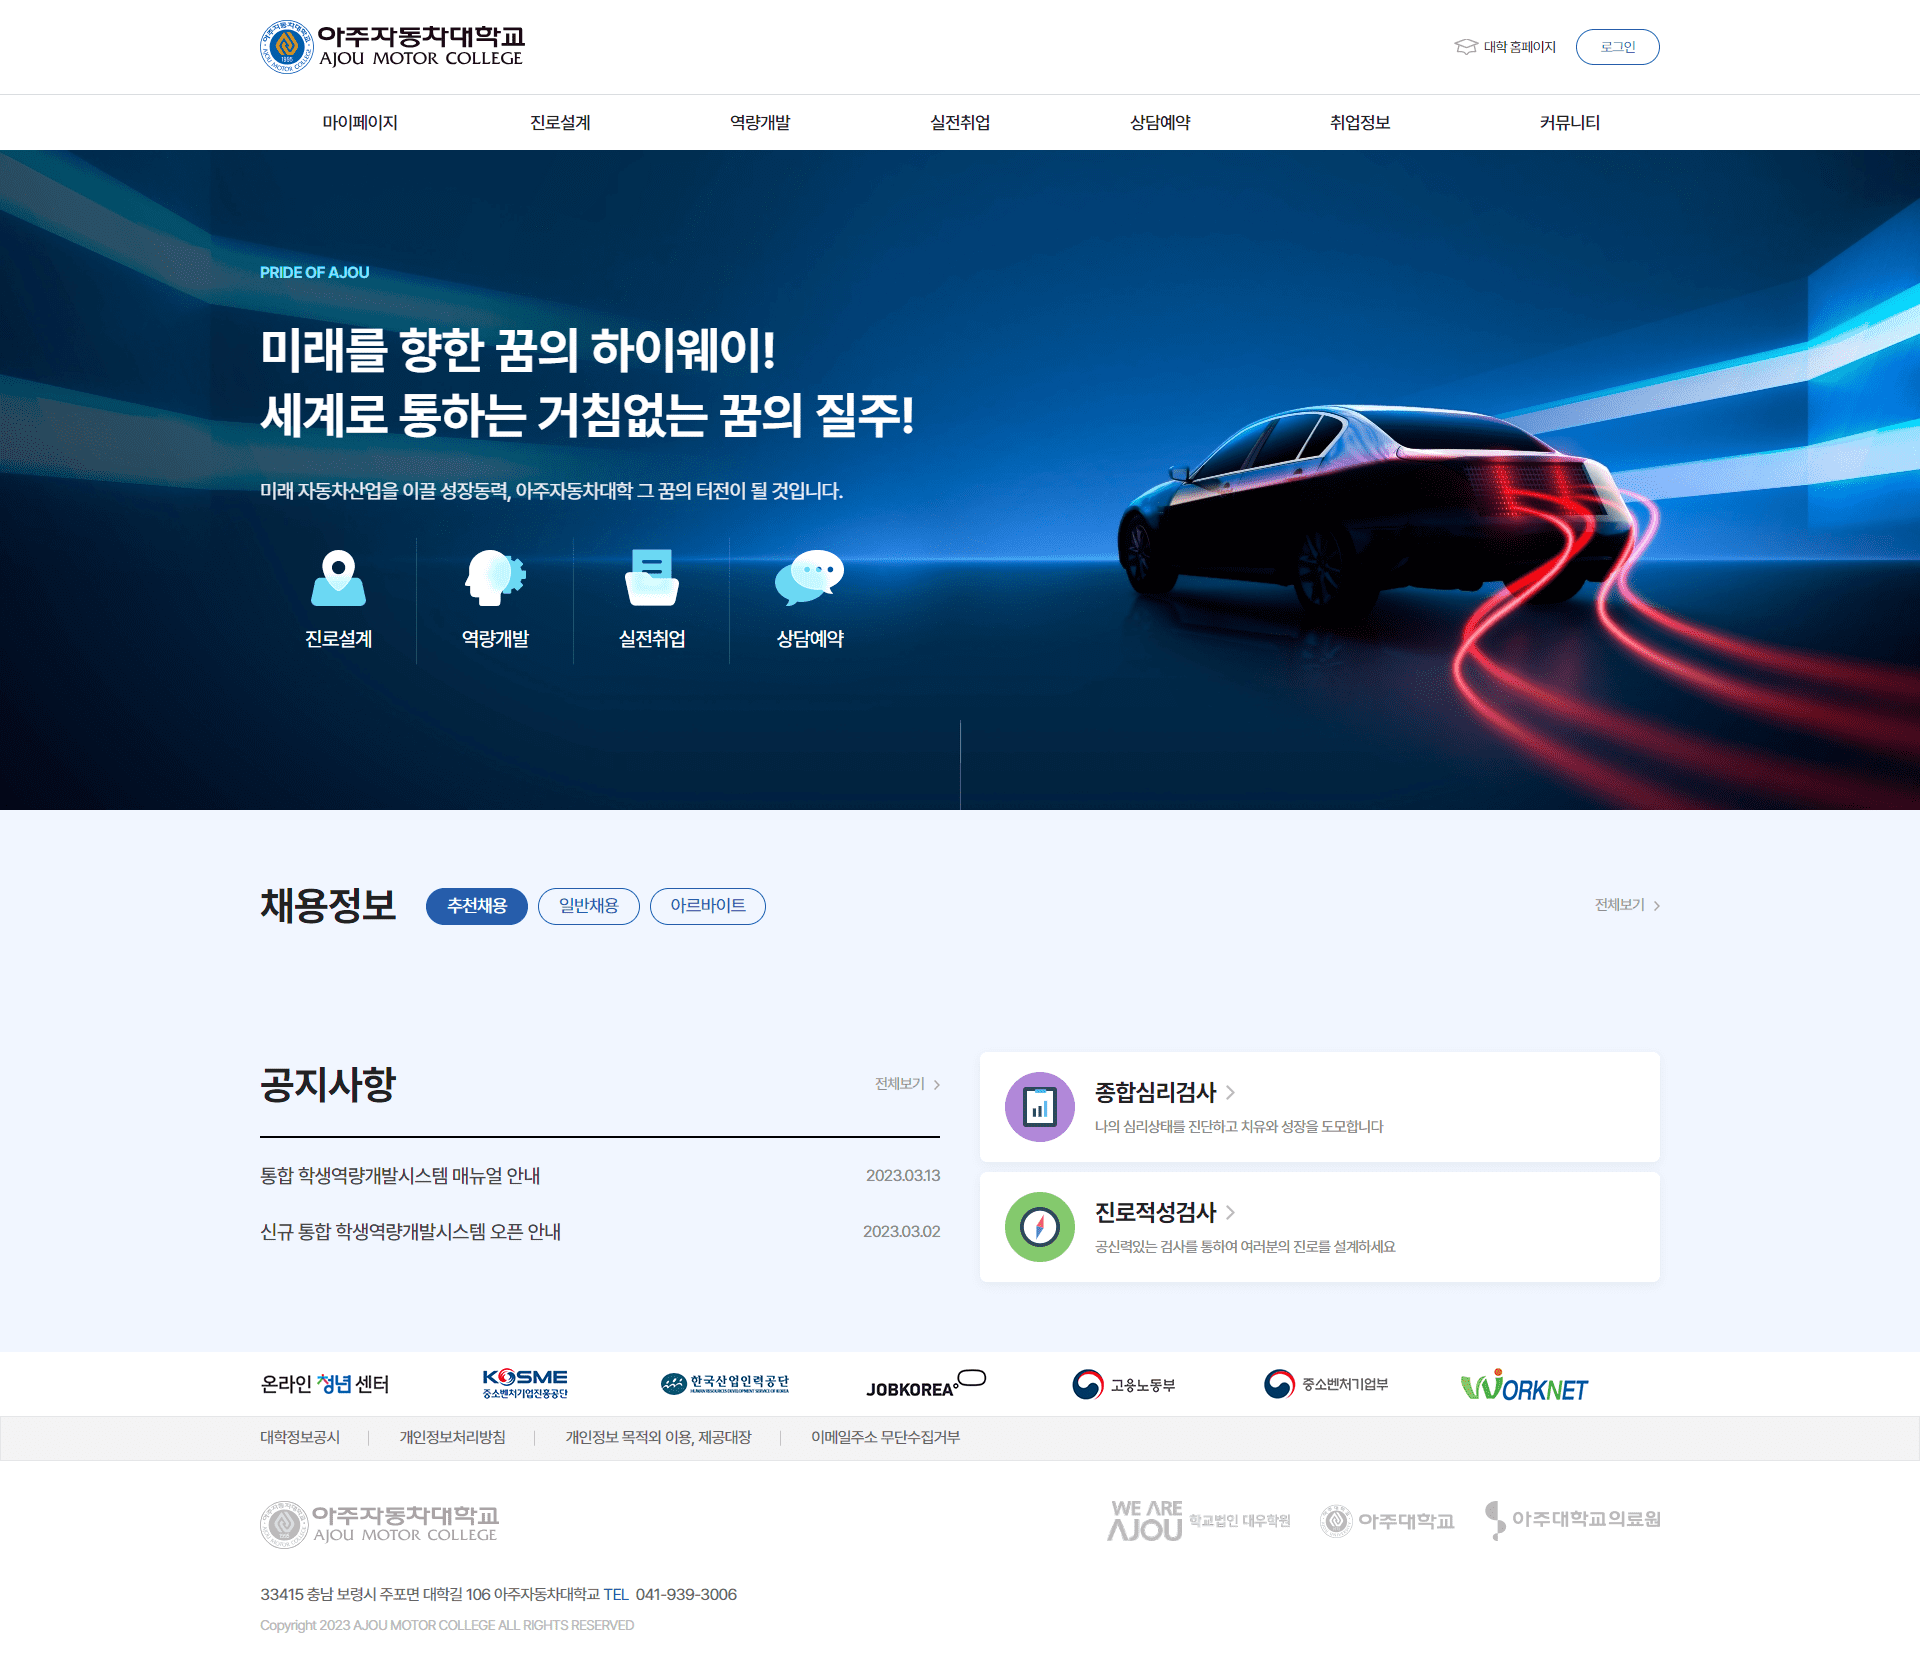 아주자동차대학교
AJOU MOTOR COLLEGE
대학 홈페이지
로그인
마이페이지
진로설계
역량개발
실전취업
상담예약
취업정보
커뮤니티
PRIDE OF AJOU
미래를 향한 꿈의 하이웨이!
세계로 통하는 거침없는 꿈의 질주!
미래 자동차산업을 이끌 성장동력, 아주자동차대학 그 꿈의 터전이 될 것입니다.
진로설계
역량개발
실전취업
상담예약
채용정보
추천채용
일반채용
아르바이트
전체보기
공지사항
전체보기
통합 학생역량개발시스템 매뉴얼 안내
2023.03.13
신규 통합 학생역량개발시스템 오픈 안내
2023.03.02
종합심리검사
나의 심리상태를 진단하고 치유와 성장을 도모합니다
진로적성검사
공신력있는 검사를 통하여 여러분의 진로를 설계하세요
온라인 청년 센터
KOSME
중소벤처기업진흥공단
한국산업인력공단
HUMAN RESOURCES DEVELOPMENT SERVICE OF KOREA
JOBKOREA
고용노동부
중소벤처기업부
WORKNET
대학정보공시
개인정보처리방침
개인정보 목적외 이용, 제공대장
이메일주소 무단수집거부
아주자동차대학교
AJOU MOTOR COLLEGE
WE ARE
AJOU
학교법인 대우학원
아주대학교
아주대학교의료원
33415 충남 보령시 주포면 대학길 106 아주자동차대학교 TEL 041-939-3006
Copyright 2023 AJOU MOTOR COLLEGE ALL RIGHTS RESERVED